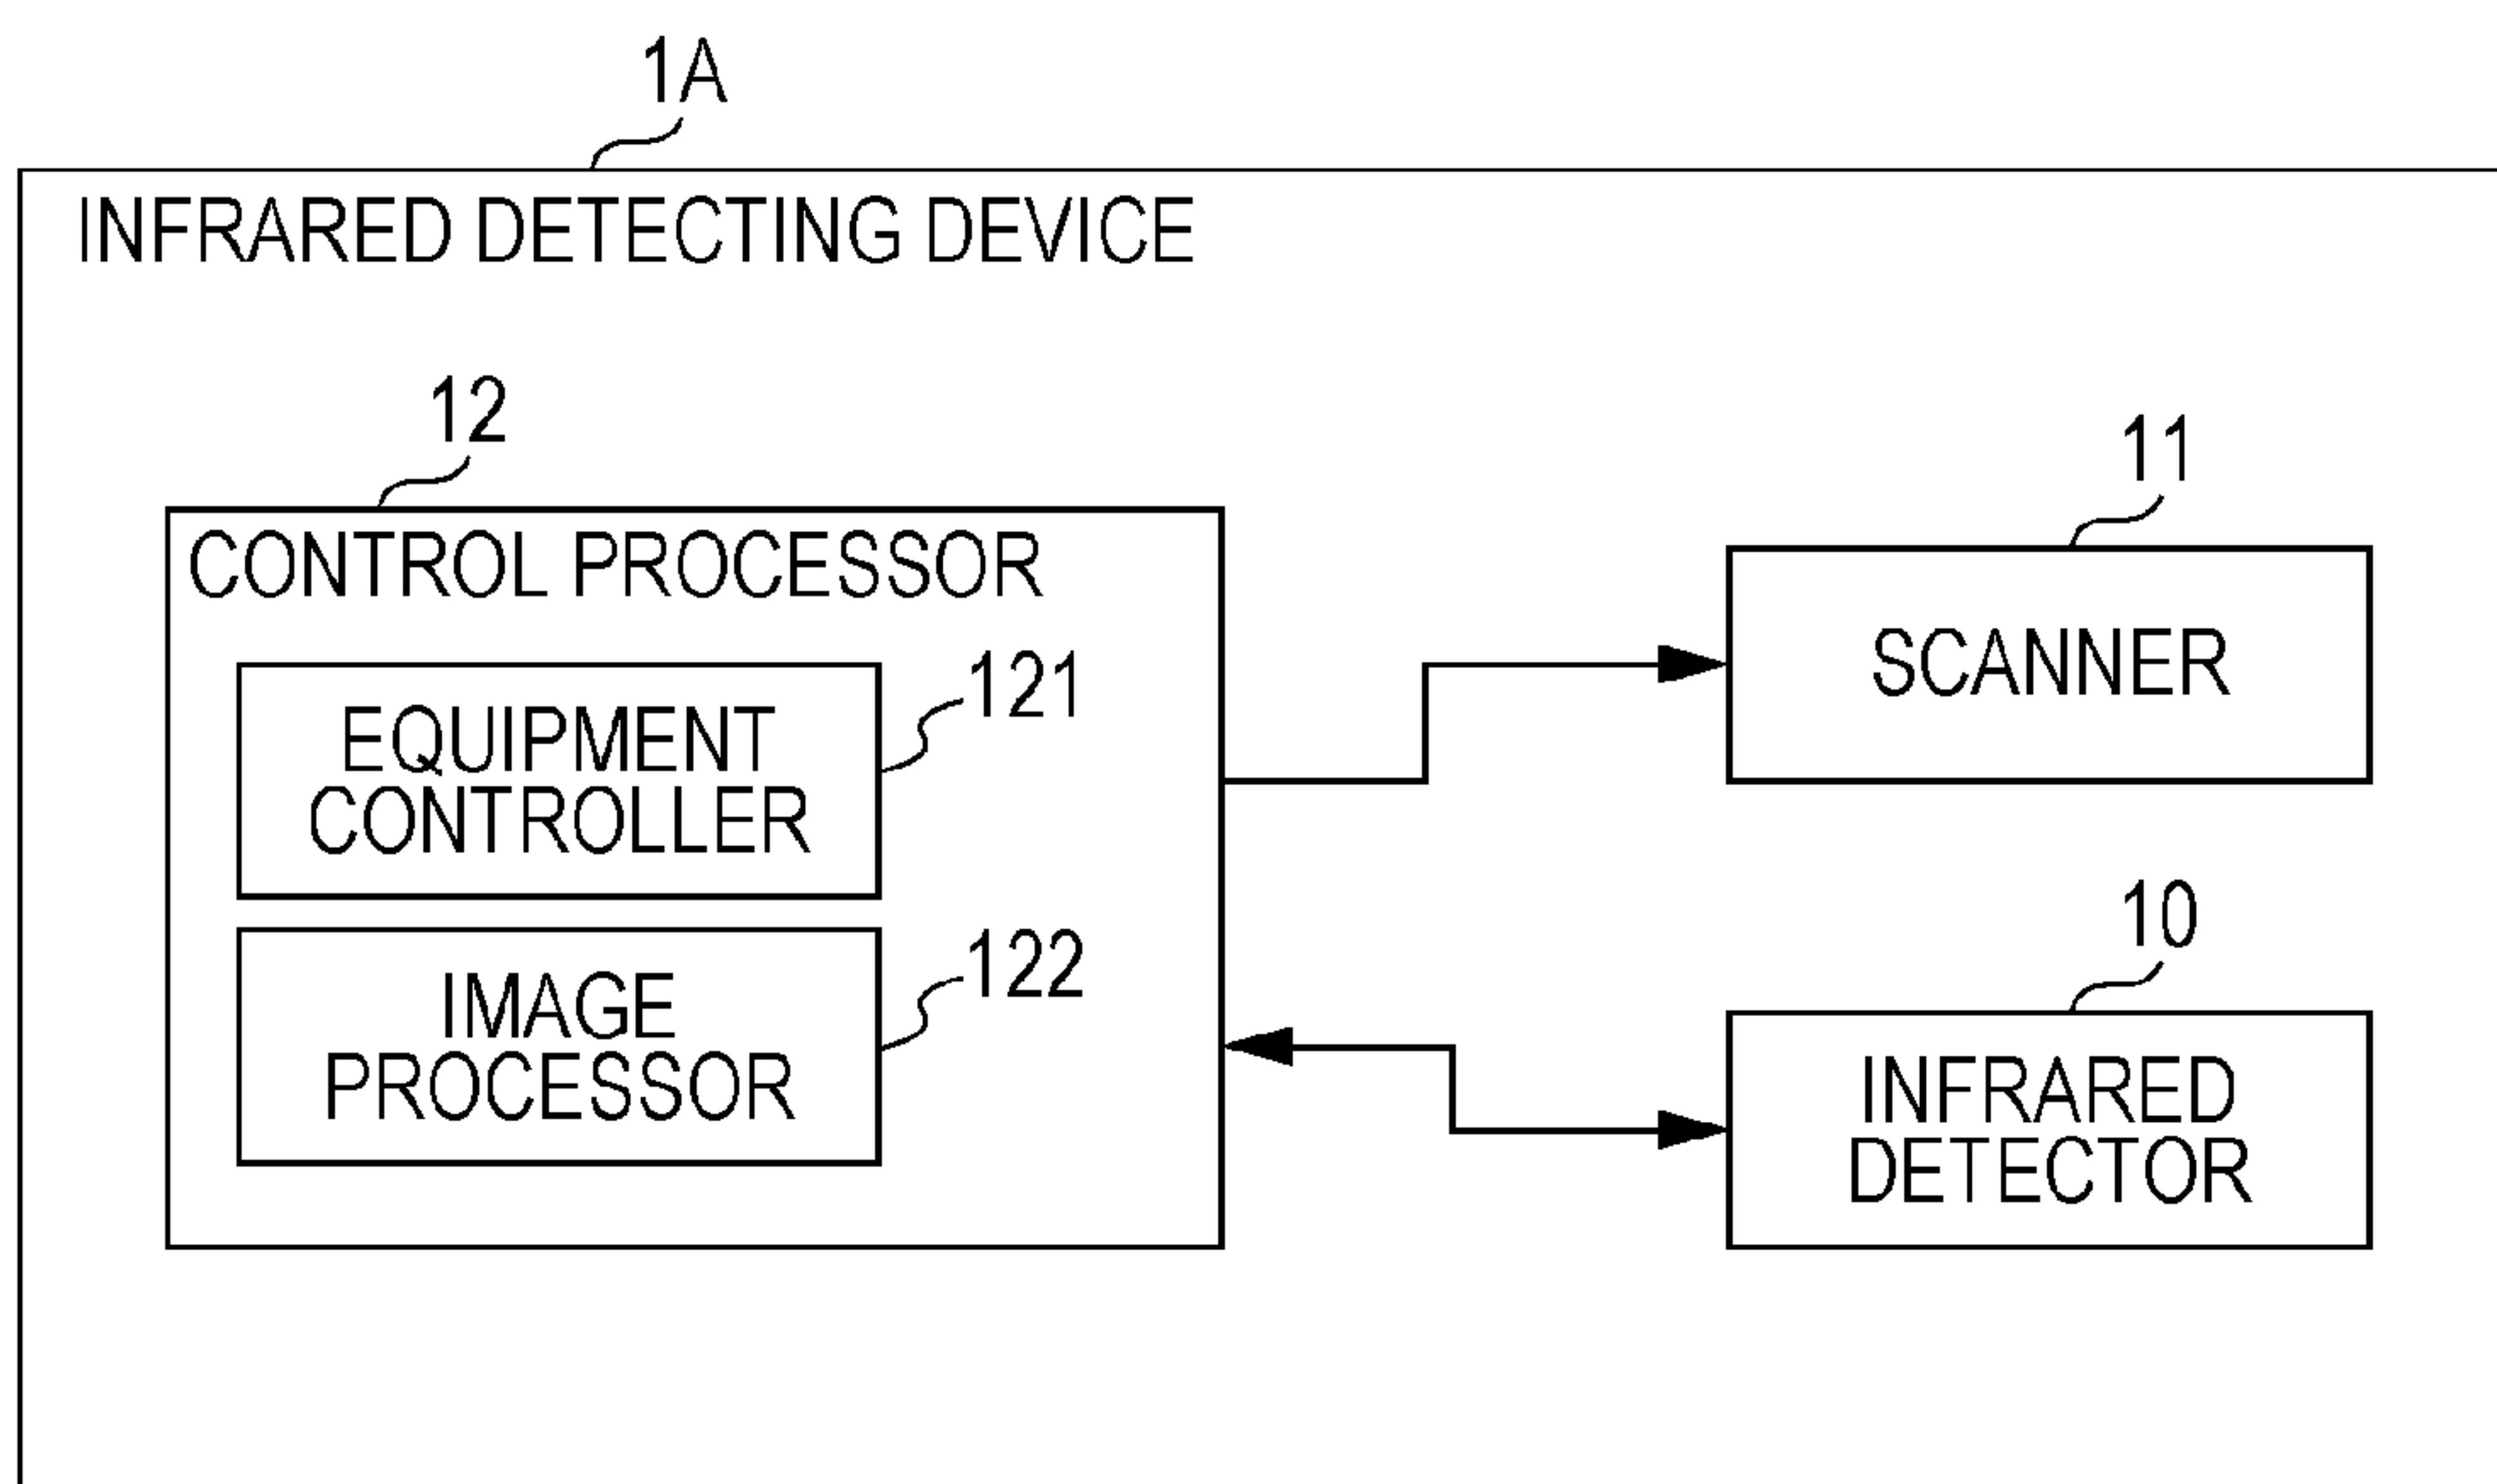 1A
INFRARED DETECTING DEVICE
12
CONTROL PROCESSOR
121
EQUIPMENT
CONTROLLER
122
IMAGE
PROCESSOR
11
SCANNER
10
INFRARED
DETECTOR